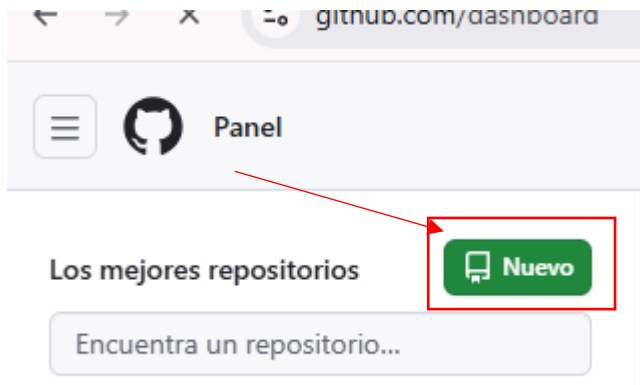 github.com/dashboard
Panel
Los mejores repositorios
Nuevo
Encuentra un repositorio...